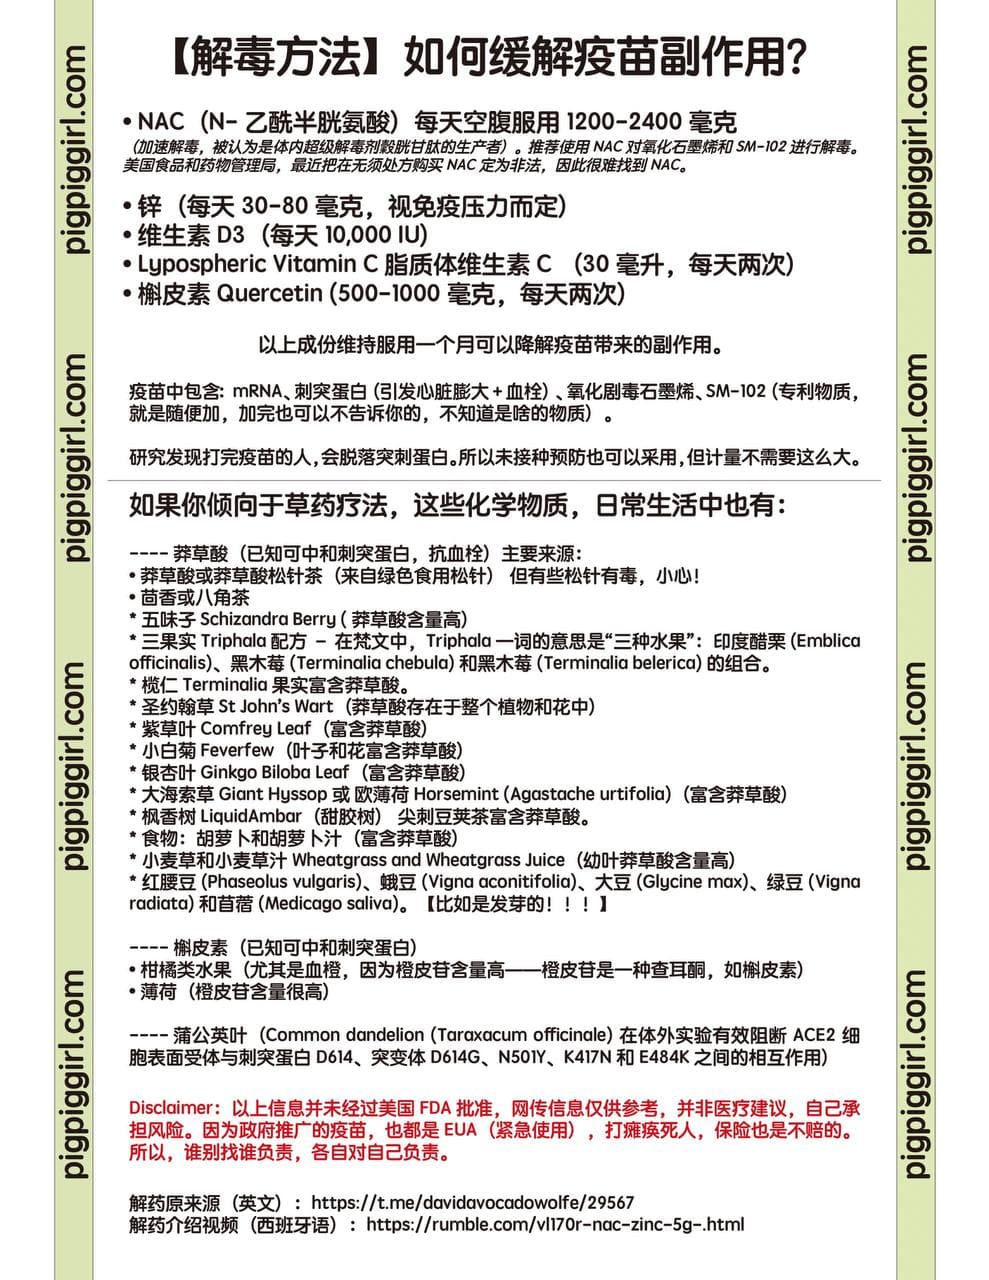 【解毒方法】如何缓解疫苗副作用？
• NAC（N- 乙酰半胱氨酸）每天空腹服用 1200-2400 毫克
（加速解毒，被认为是体内超级解毒剂榖胱甘肽的生产者）。推荐使用 NAC 对氧化石墨烯和 SM-102 进行解毒。
美国食品和药物管理局，最近把在无须处方购买 NAC 定为非法，因此很难找到 NAC。
• 锌（每天 30-80 毫克，视免疫压力而定）
• 维生素 D3（每天 10,000 IU）
• Lypospheric Vitamin C 脂质体维生素 C （30 毫升，每天两次）
• 槲皮素 Quercetin (500-1000 毫克，每天两次）
以上成份维持服用一个月可以降解疫苗带来的副作用。
疫苗中包含: mRNA、刺突蛋白（引发心脏膨大 + 血栓）、氧化剧毒石墨烯、SM-102（专利物质，
就是随便加，加完也可以不告诉你的，不知道是啥的物质）。
研究发现打完疫苗的人，会脱落突刺蛋白。所以未接种预防也可以采用，但计量不需要这么大。
如果你倾向于草药疗法，这些化学物质，日常生活中也有：
---- 莽草酸（已知可中和刺突蛋白，抗血栓）主要来源：
• 莽草酸或莽草酸松针茶（来自绿色食用松针） 但有些松针有毒，小心！
• 茴香或八角茶
* 五味子 Schizandra Berry ( 莽草酸含量高)
* 三果实 Triphala 配方 – 在梵文中，Triphala 一词的意思是“三种水果”：印度醋栗 (Emblica
officinalis)、黑木莓 (Terminalia chebula) 和黑木莓 (Terminalia belerica) 的组合。
* 榄仁 Terminalia 果实富含莽草酸。
* 圣约翰草 St John’s Wart（莽草酸存在于整个植物和花中）
* 紫草叶 Comfrey Leaf（富含莽草酸）
* 小白菊 Feverfew（叶子和花富含莽草酸）
* 银杏叶 Ginkgo Biloba Leaf（富含莽草酸）
* 大海索草 Giant Hyssop 或 欧薄荷 Horsemint (Agastache urtifolia)（富含莽草酸）
* 枫香树 LiquidAmbar（甜胶树） 尖刺豆荚茶富含莽草酸。
* 食物：胡萝卜和胡萝卜汁（富含莽草酸）
* 小麦草和小麦草汁 Wheatgrass and Wheatgrass Juice（幼叶莽草酸含量高）
* 红腰豆 (Phaseolus vulgaris)、蛾豆 (Vigna aconitifolia)、大豆 (Glycine max)、绿豆 (Vigna
radiata) 和苜蓿 (Medicago saliva)。【比如是发芽的！！！】
---- 槲皮素（已知可中和刺突蛋白）
• 柑橘类水果（尤其是血橙，因为橙皮苷含量高——橙皮苷是一种查耳酮，如槲皮素）
• 薄荷（橙皮苷含量很高）
---- 蒲公英叶（Common dandelion (Taraxacum officinale) 在体外实验有效阻断 ACE2 细
胞表面受体与刺突蛋白 D614、突变体 D614G、N501Y、K417N 和 E484K 之间的相互作用）
Disclaimer：以上信息并未经过美国 FDA 批准，网传信息仅供参考，并非医疗建议，自己承
担风险。因为政府推广的疫苗，也都是 EUA（紧急使用），打瘫痪死人，保险也是不赔的。
所以，谁别找谁负责，各自对自己负责。
解药原来源（英文）：https://t.me/davidavocadowolfe/29567
解药介绍视频（西班牙语）：https://rumble.com/vl170r-nac-zinc-5g-.html
pigpiggirl.com
pigpiggirl.com
pigpiggirl.com
pigpiggirl.com
pigpiggirl.com
pigpiggirl.com
pigpiggirl.com
pigpiggirl.com